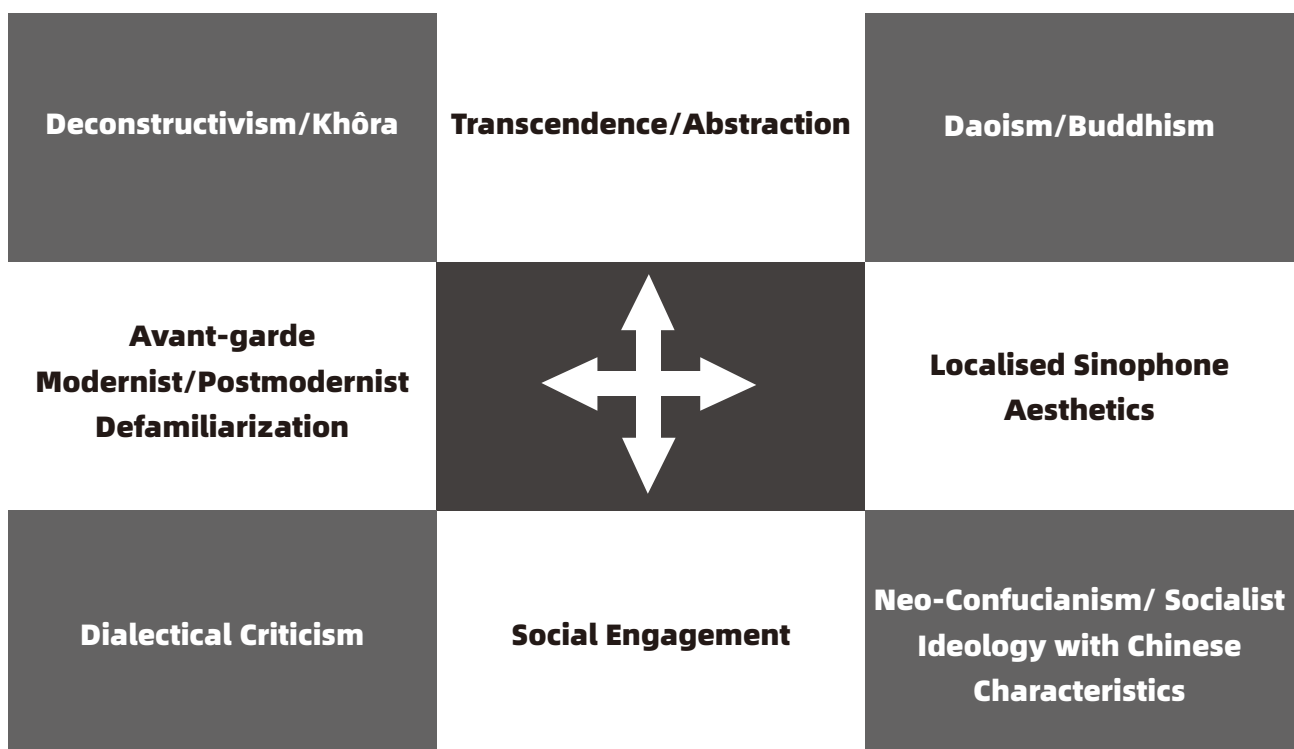 Deconstructivism/Khôra
Transcendence/Abstraction
Daoism/Buddhism
Avant-garde
Modernist/Postmodernist
Defamiliarization
Localised Sinophone
Aesthetics
Dialectical Criticism
Social Engagement
Neo-Confucianism/ Socialist
Ideology with Chinese
Characteristics